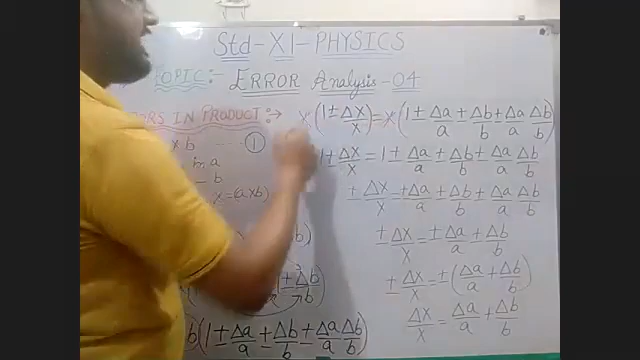 Std - XI - PHYSICS
TOPIC :- ERROR Analysis - 04
IN PRODUCT :→
x b ---- ①
in a
b
x = (a x b)
b)
± Δb/b)
b(1 ± Δa/a ± Δb/b ± Δa/a Δb/b)
x(1 ± Δx/x) = x(1 ± Δa/a ± Δb/b ± Δa/a Δb/b)
1 ± Δx/x = 1 ± Δa/a ± Δb/b ± Δa/a Δb/b
± Δx/x = ± Δa/a ± Δb/b ± Δa/a Δb/b
± Δx/x = ± Δa/a ± Δb/b
± Δx/x = ± (Δa/a + Δb/b)
Δx/x = Δa/a + Δb/b